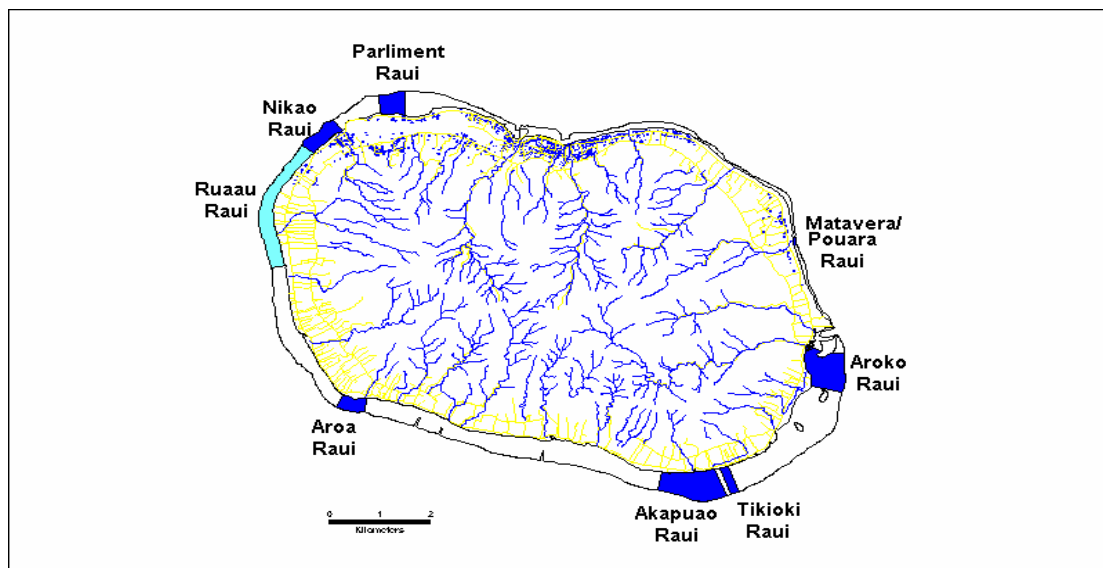 Parliment
Raui
Nikao
Raui
Ruaau
Raui
Matavera/
Pouara
Raui
Aroko
Raui
Aroa
Raui
Akapuao
Raui
Tikioki
Raui
0 1 2
Kilometers